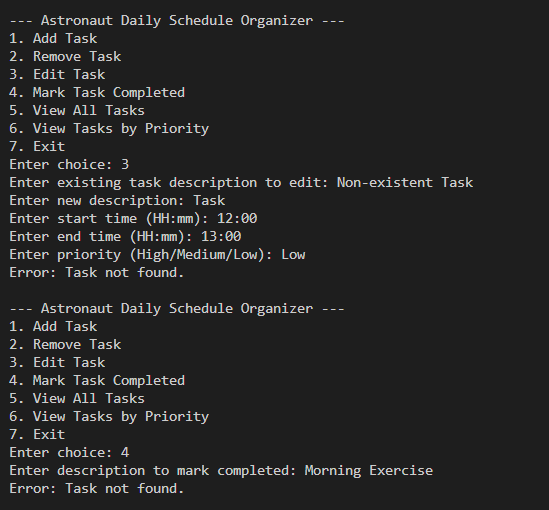 --- Astronaut Daily Schedule Organizer ---
1. Add Task
2. Remove Task
3. Edit Task
4. Mark Task Completed
5. View All Tasks
6. View Tasks by Priority
7. Exit
Enter choice: 3
Enter existing task description to edit: Non-existent Task
Enter new description: Task
Enter start time (HH:mm): 12:00
Enter end time (HH:mm): 13:00
Enter priority (High/Medium/Low): Low
Error: Task not found.

--- Astronaut Daily Schedule Organizer ---
1. Add Task
2. Remove Task
3. Edit Task
4. Mark Task Completed
5. View All Tasks
6. View Tasks by Priority
7. Exit
Enter choice: 4
Enter description to mark completed: Morning Exercise
Error: Task not found.